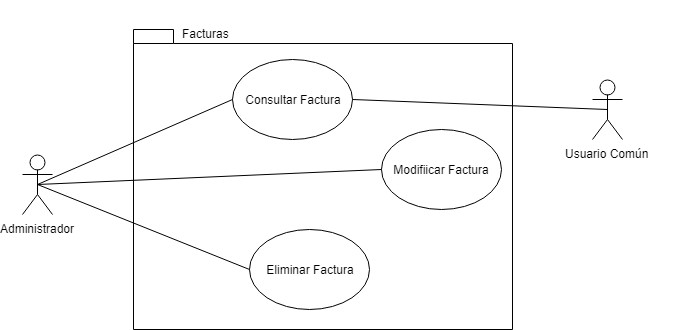 Facturas
Consultar Factura
Usuario Común
Modifiicar Factura
Administrador
Eliminar Factura